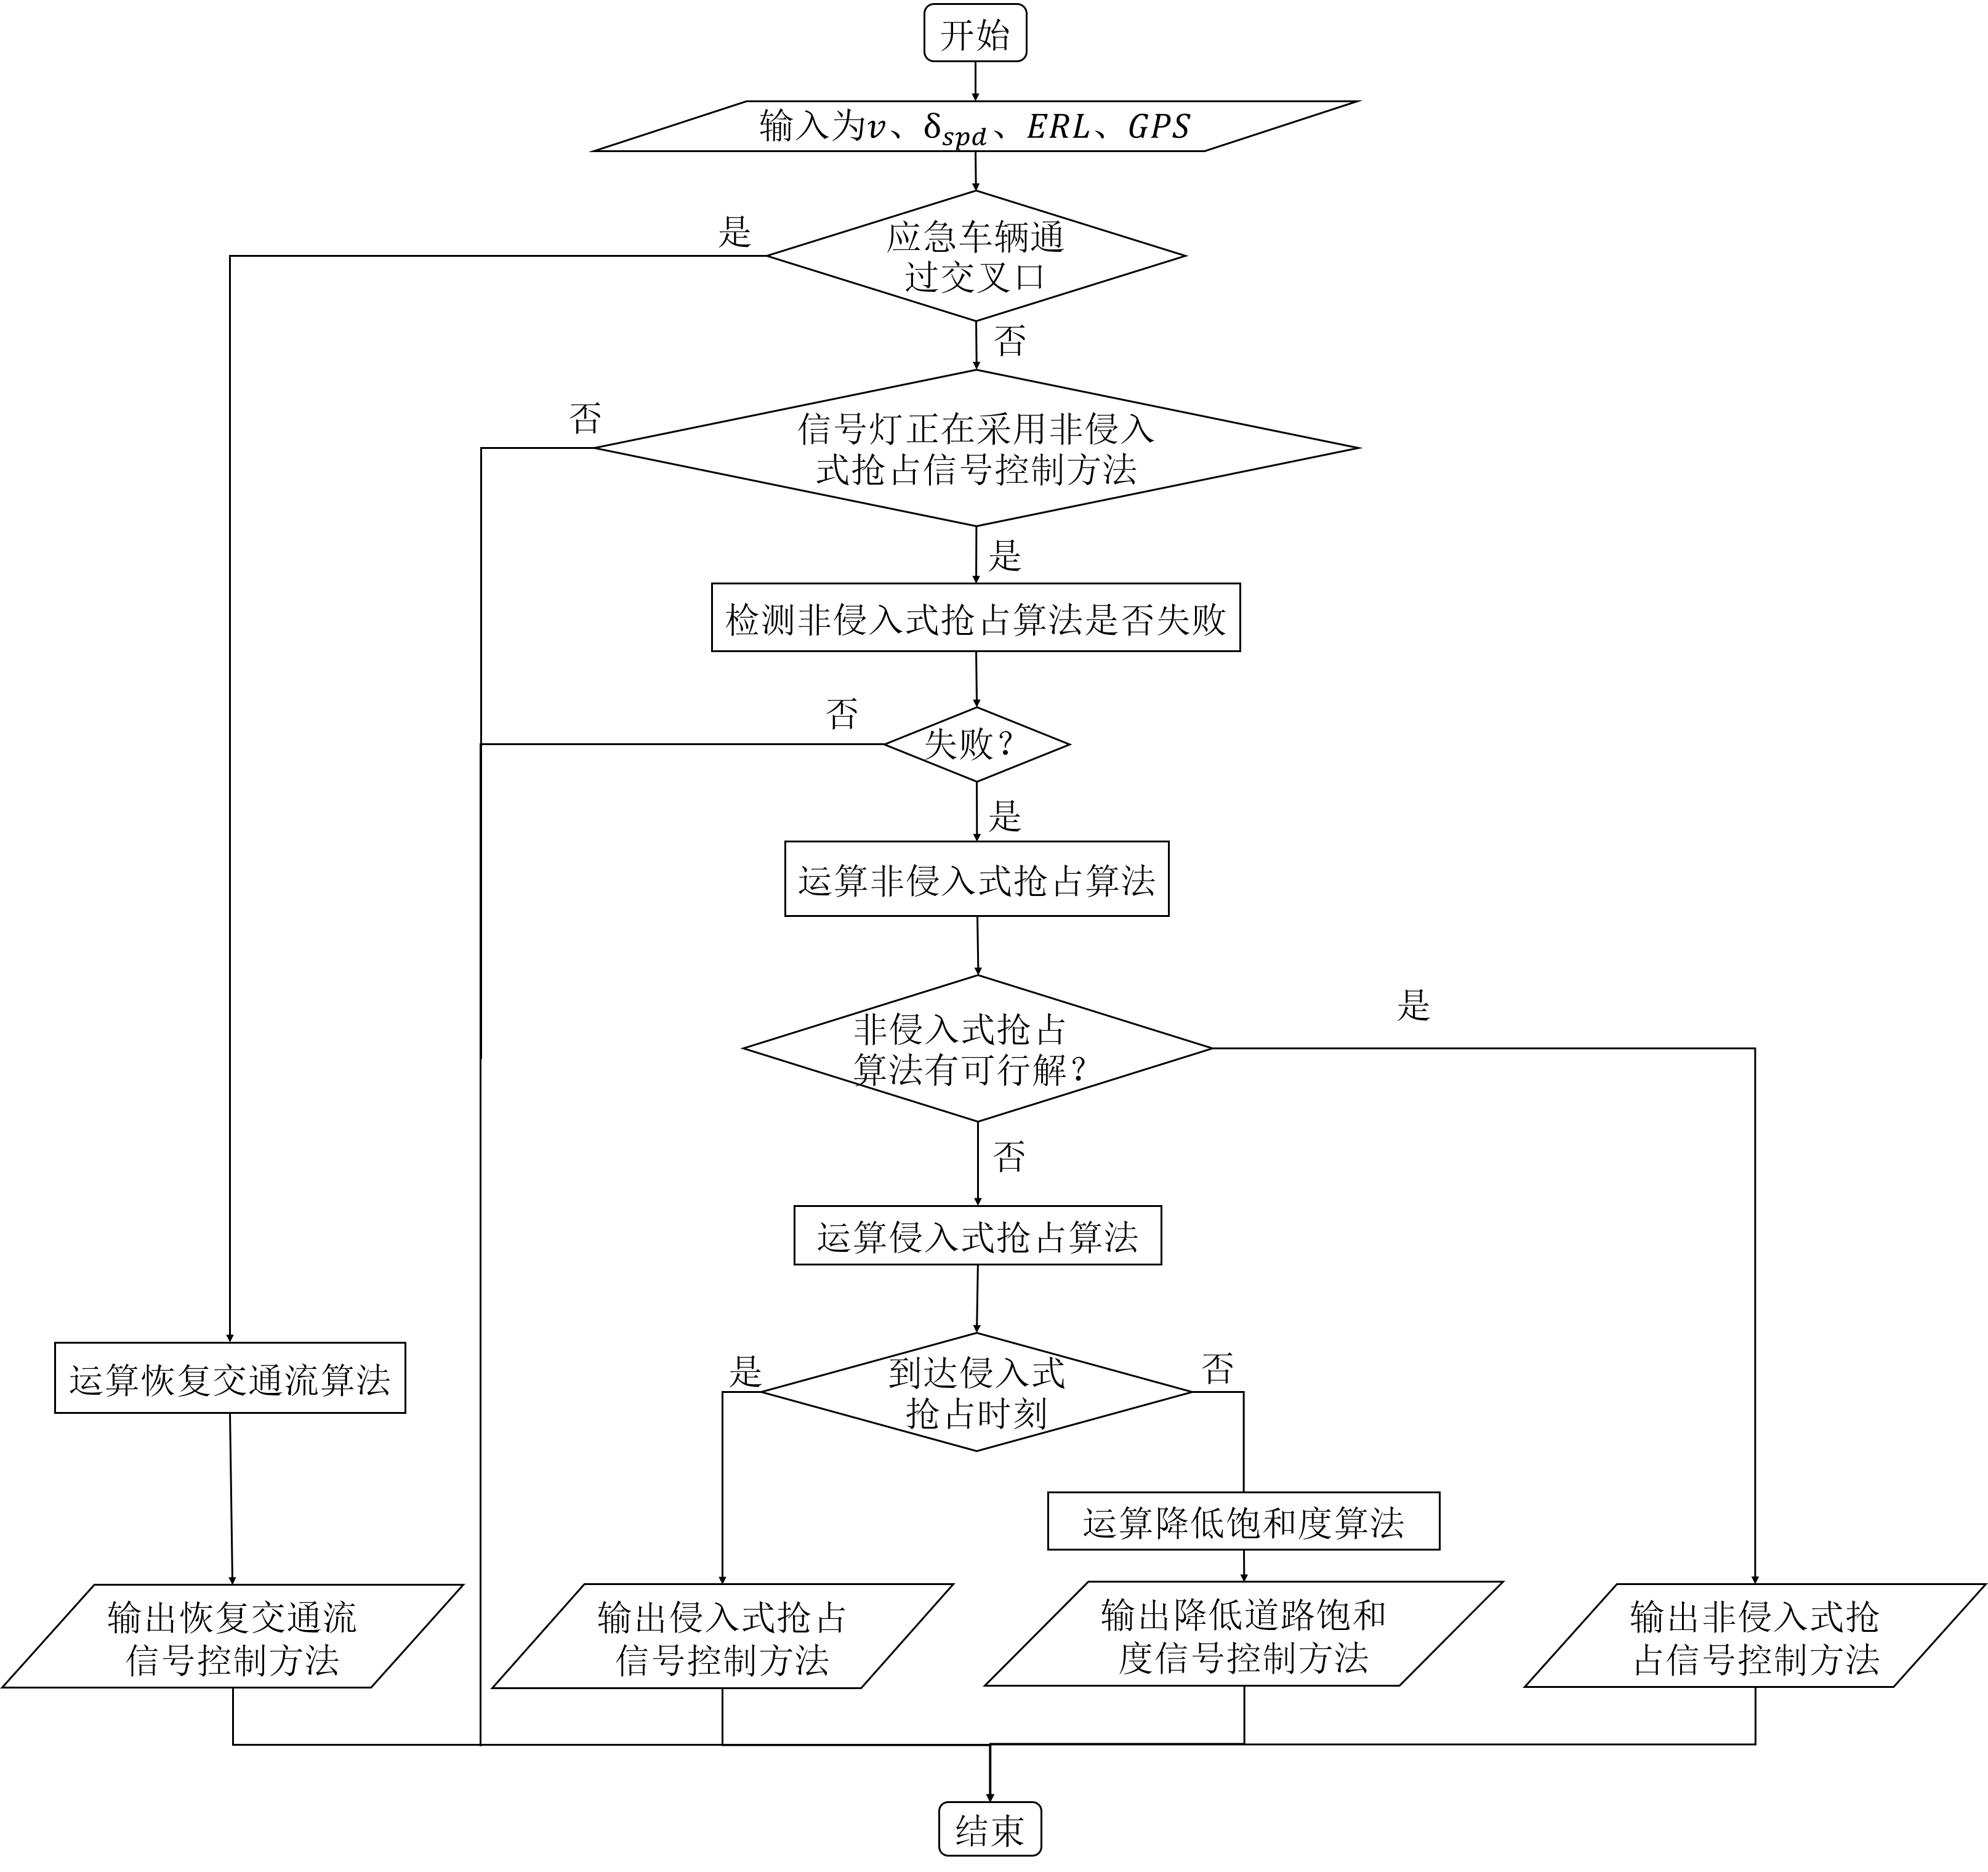 开始
输入为v、δspd、ERL、GPS
是
应急车辆通
过交叉口
否
否
信号灯正在采用非侵入
式抢占信号控制方法
是
检测非侵入式抢占算法是否失败
否
失败？
是
运算非侵入式抢占算法
是
非侵入式抢占
算法有可行解？
否
运算侵入式抢占算法
运算恢复交通流算法
是
到达侵入式
抢占时刻
否
运算降低饱和度算法
输出恢复交通流
信号控制方法
输出侵入式抢占
信号控制方法
输出降低道路饱和
度信号控制方法
输出非侵入式抢
占信号控制方法
结束